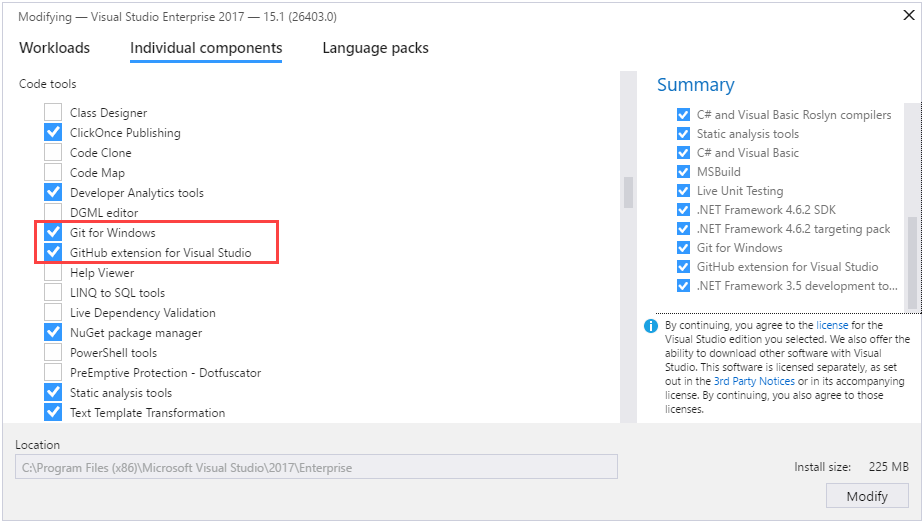 Modifying — Visual Studio Enterprise 2017 — 15.1 (26403.0)
Workloads
Individual components
Language packs
Code tools
Class Designer
ClickOnce Publishing
Code Clone
Code Map
Developer Analytics tools
DGML editor
Git for Windows
GitHub extension for Visual Studio
Help Viewer
LINQ to SQL tools
Live Dependency Validation
NuGet package manager
PowerShell tools
PreEmptive Protection - Dotfuscator
Static analysis tools
Text Template Transformation
Summary
C# and Visual Basic Roslyn compilers
Static analysis tools
C# and Visual Basic
MSBuild
Live Unit Testing
.NET Framework 4.6.2 SDK
.NET Framework 4.6.2 targeting pack
Git for Windows
GitHub extension for Visual Studio
.NET Framework 3.5 development to...
By continuing, you agree to the license for the
Visual Studio edition you selected. We also offer the
ability to download other software with Visual
Studio. This software is licensed separately, as set
out in the 3rd Party Notices or in its accompanying
license. By continuing, you also agree to those
licenses.
Location
C:\Program Files (x86)\Microsoft Visual Studio\2017\Enterprise
Install size: 225 MB
Modify